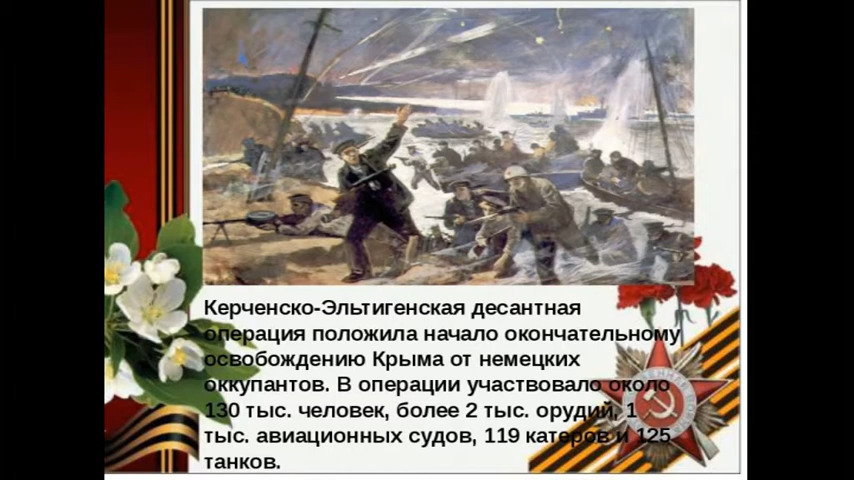 Керченско-Эльтигенская десантная
операция положила начало окончательному
освобождению Крыма от немецких
оккупантов. В операции участвовало около
130 тыс. человек, более 2 тыс. орудий, 1
тыс. авиационных судов, 119 катеров и 125
танков.